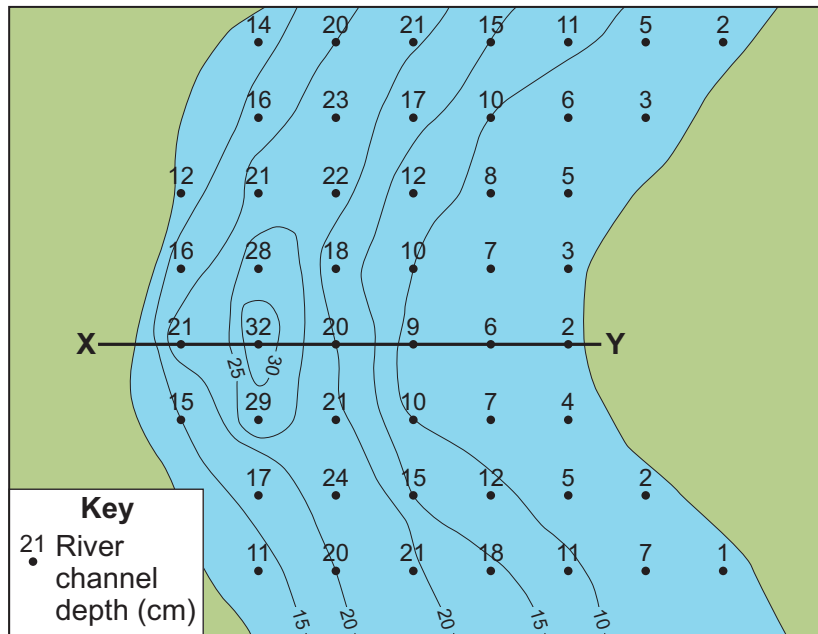 14 20 21 15 11 5 2
16 23 17 10 6 3
12 21 22 12 8 5
16 28 18 10 7 3
X 21 32 20 9 6 2 Y
25 30
15 29 21 10 7 4
17 24 15 12 5 2
11 20 21 18 11 7 1
15 20 20 15 10
Key
21 River
channel
depth (cm)